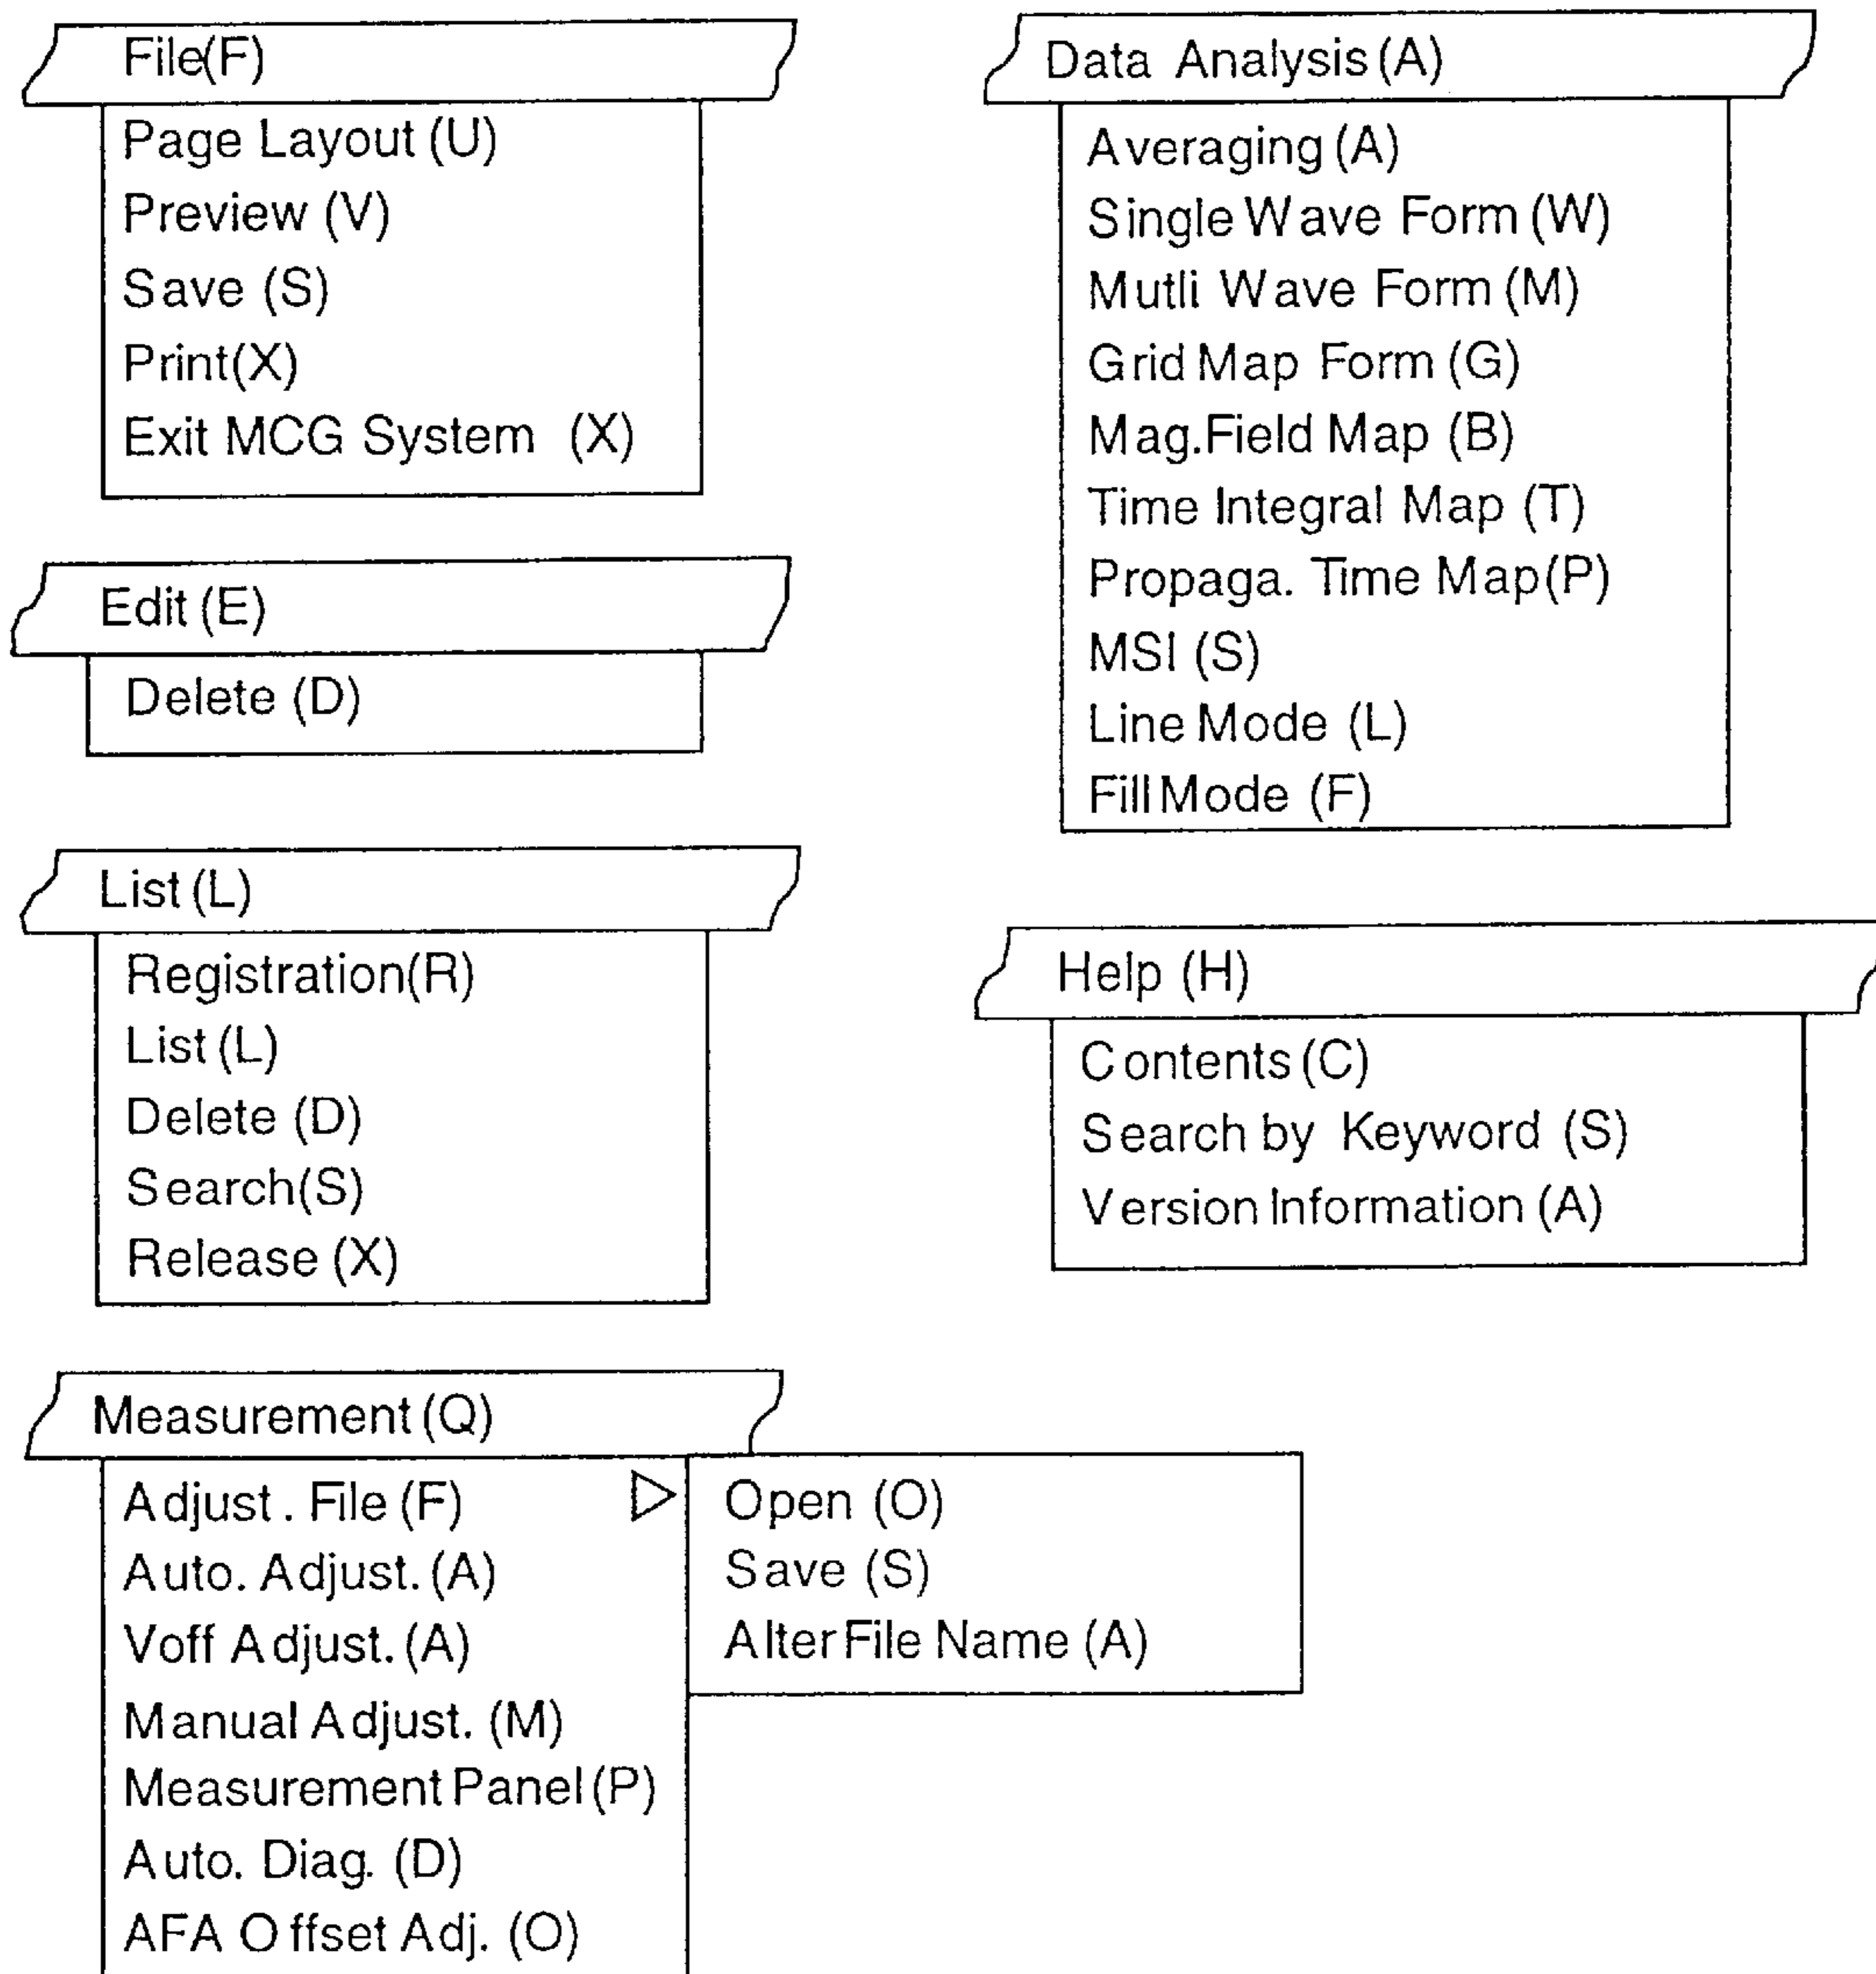 File(F)
Page Layout (U)
Preview (V)
Save (S)
Print(X)
Exit MCG System (X)
Edit (E)
Delete (D)
List (L)
Registration(R)
List (L)
Delete (D)
Search(S)
Release (X)
Measurement (Q)
Adjust. File (F)
Auto. Adjust. (A)
Voff Adjust. (A)
Manual Adjust. (M)
Measurement Panel (P)
Auto. Diag. (D)
AFA Offset Adj. (O)
Open (O)
Save (S)
Alter File Name (A)
Data Analysis (A)
Averaging (A)
Single Wave Form (W)
Mutli Wave Form (M)
Grid Map Form (G)
Mag.Field Map (B)
Time Integral Map (T)
Propaga. Time Map(P)
MSI (S)
Line Mode (L)
Fill Mode (F)
Help (H)
Contents (C)
Search by Keyword (S)
Version Information (A)